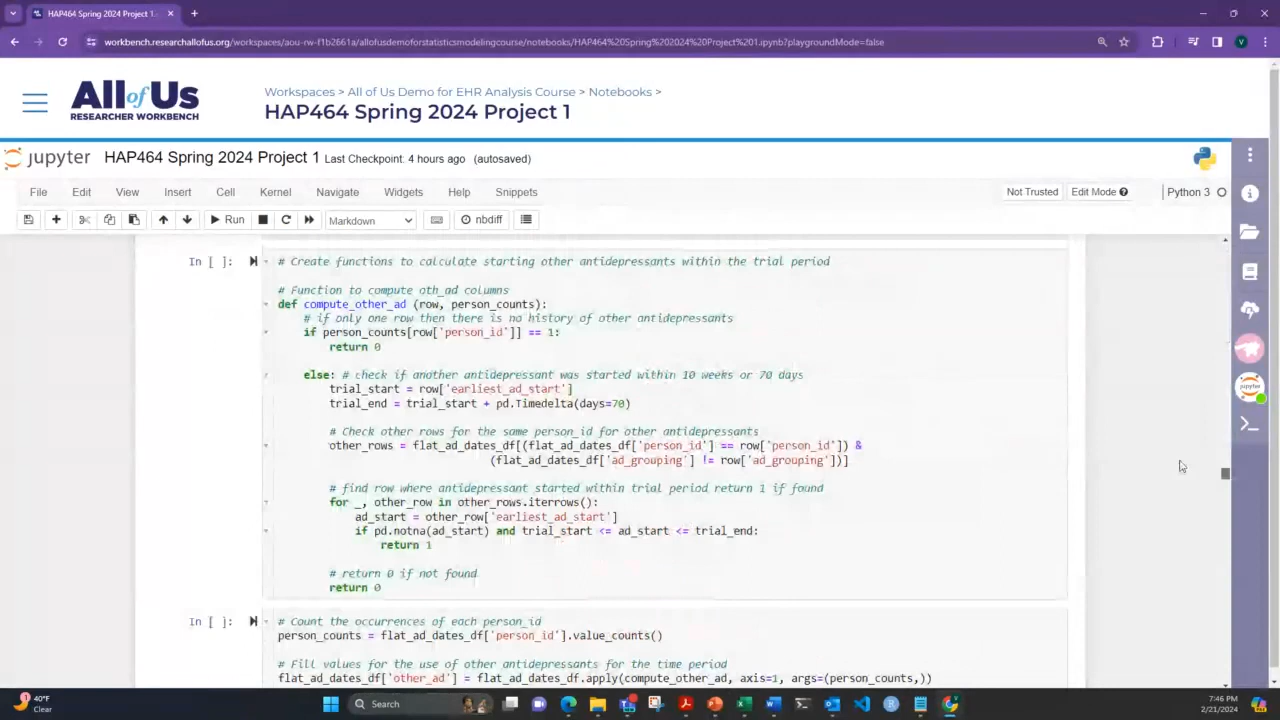 HAP464 Spring 2024 Project 1
workbench.researchallofus.org/workspaces/aou-rw-f1b2661a/allofusdemoforstatisticsmodelingcourse/notebooks/HAP464%20Spring%202024%20Project%201.ipynb?playgroundMode=false
V
All of Us
RESEARCHER WORKBENCH
Workspaces > All of Us Demo for EHR Analysis Course > Notebooks >
HAP464 Spring 2024 Project 1
jupyter HAP464 Spring 2024 Project 1 Last Checkpoint: 4 hours ago (autosaved)
File Edit View Insert Cell Kernel Navigate Widgets Help Snippets
Not Trusted Edit Mode Python 3
Run Markdown nbdiff
In [ ]:
# Create functions to calculate starting other antidepressants within the trial period
# Function to compute oth_ad columns
def compute_other_ad (row, person_counts):
# if only one row then there is no history of other antidepressants
if person_counts[row['person_id']] == 1:
return 0
else: # check if another antidepressant was started within 10 weeks or 70 days
trial_start = row['earliest_ad_start']
trial_end = trial_start + pd.Timedelta(days=70)
# Check other rows for the same person_id for other antidepressants
other_rows = flat_ad_dates_df[(flat_ad_dates_df['person_id'] == row['person_id']) &
(flat_ad_dates_df['ad_grouping'] != row['ad_grouping'])]
# find row where antidepressant started within trial period return 1 if found
for _, other_row in other_rows.iterrows():
ad_start = other_row['earliest_ad_start']
if pd.notna(ad_start) and trial_start <= ad_start <= trial_end:
return 1
# return 0 if not found
return 0
In [ ]:
# Count the occurrences of each person_id
person_counts = flat_ad_dates_df['person_id'].value_counts()
# Fill values for the use of other antidepressants for the time period
flat_ad_dates_df['other_ad'] = flat_ad_dates_df.apply(compute_other_ad, axis=1, args=(person_counts,))
jupyter
40°F
Clear
Search
7:46 PM
2/21/2024